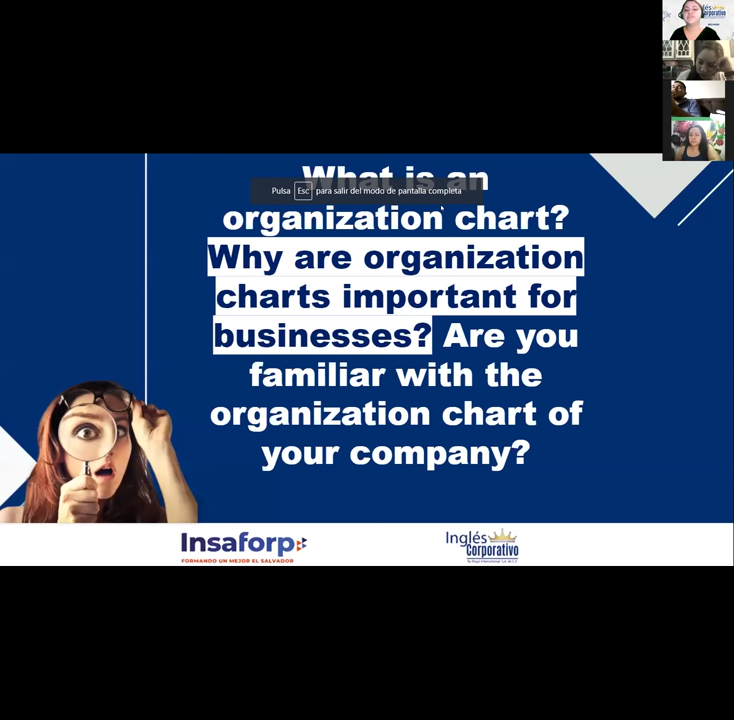 Inglés
Corporativo
What is an
Pulsa Esc para salir del modo de pantalla completa
organization chart?
Why are organization
charts important for
businesses? Are you
familiar with the
organization chart of
your company?
Insaforp
FORMANDO UN MEJOR EL SALVADOR
Inglés
Corporativo